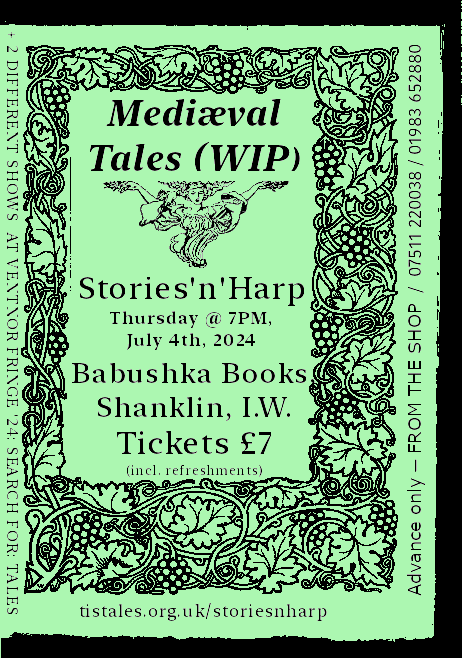 Mediæval
Tales (WIP)
Stories'n'Harp
Thursday @ 7PM,
July 4th, 2024
Babushka Books
Shanklin, I.W.
Tickets £7
(incl. refreshments)
tistales.org.uk/storiesnharp
+ 2 DIFFERENT SHOWS AT VENTNOR FRINGE '24: SEARCH FOR: TALES
Advance only — FROM THE SHOP / 07511 220038 / 01983 652880